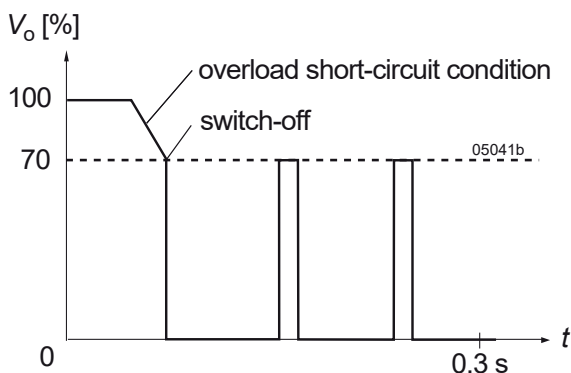 Vo [%]
overload short-circuit condition
100
switch-off
05041b
70
t
0
0.3 s